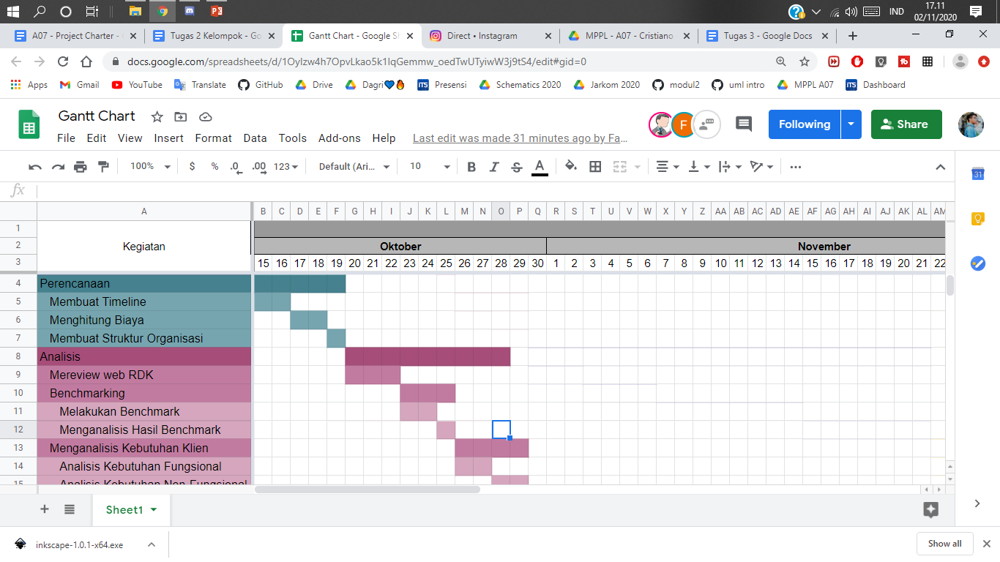 IND
17.11
02/11/2020
A07 - Project Charter -
Tugas 2 Kelompok - Go
Gantt Chart - Google Sh
Direct • Instagram
MPPL - A07 - Cristiano
Tugas 3 - Google Docs
Apps
Gmail
YouTube
Translate
GitHub
Drive
Dagri💙🔥
ITS Presensi
Schematics 2020
Jarkom 2020
modul2
uml intro
MPPL A07
ITS Dashboard
Gantt Chart
File Edit View Insert Format Data Tools Add-ons Help Last edit was made 31 minutes ago by Fa...
F
Following
Share
100% $ % .0 .00 123 Default (Ari... 10 B I S A
31
fx
A B C D E F G H I J K L M N O P Q R S T U V W X Y Z AA AB AC AD AE AF AG AH AI AJ AK AL AM
1
2 Kegiatan Oktober November
3 15 16 17 18 19 20 21 22 23 24 25 26 27 28 29 30 1 2 3 4 5 6 7 8 9 10 11 12 13 14 15 16 17 18 19 20 21 22
4 Perencanaan
5 Membuat Timeline
6 Menghitung Biaya
7 Membuat Struktur Organisasi
8 Analisis
9 Mereview web RDK
10 Benchmarking
11 Melakukan Benchmark
12 Menganalisis Hasil Benchmark
13 Menganalisis Kebutuhan Klien
14 Analisis Kebutuhan Fungsional
15 Analisis Kebutuhan Non-Fungsional
Sheet1
inkscape-1.0.1-x64.exe
Show all